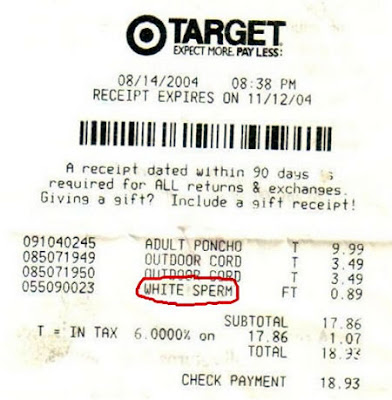 TARGET
EXPECT MORE. PAY LESS.
08/14/2004 08:38 PM
RECEIPT EXPIRES ON 11/12/04
A receipt dated within 90 days is
required for ALL returns & exchanges.
Giving a gift? Include a gift receipt!
091040245 ADULT PONCHO T 9.99
085071949 OUTDOOR CORD T 3.49
085071950 OUTDOOR CORD T 3.49
055090023 WHITE SPERM FT 0.89
SUBTOTAL 17.86
T = IN TAX 6.0000% on 17.86 1.07
TOTAL 18.93
CHECK PAYMENT 18.93